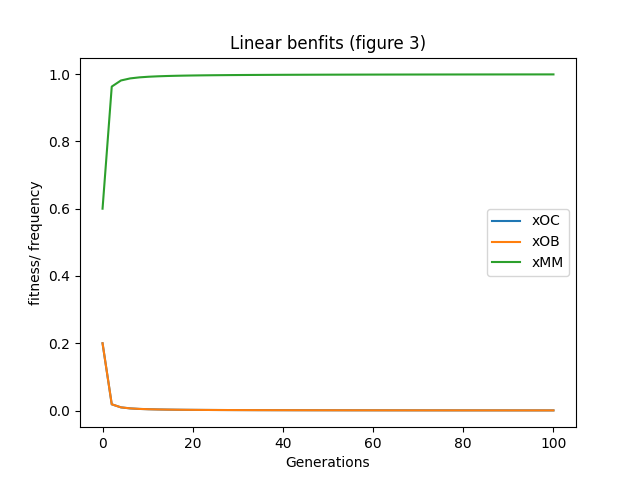 Linear benfits (figure 3)
fitness/ frequency
1.0
0.8
0.6
0.4
0.2
0.0
xOC
xOB
xMM
0 20 40 60 80 100
Generations